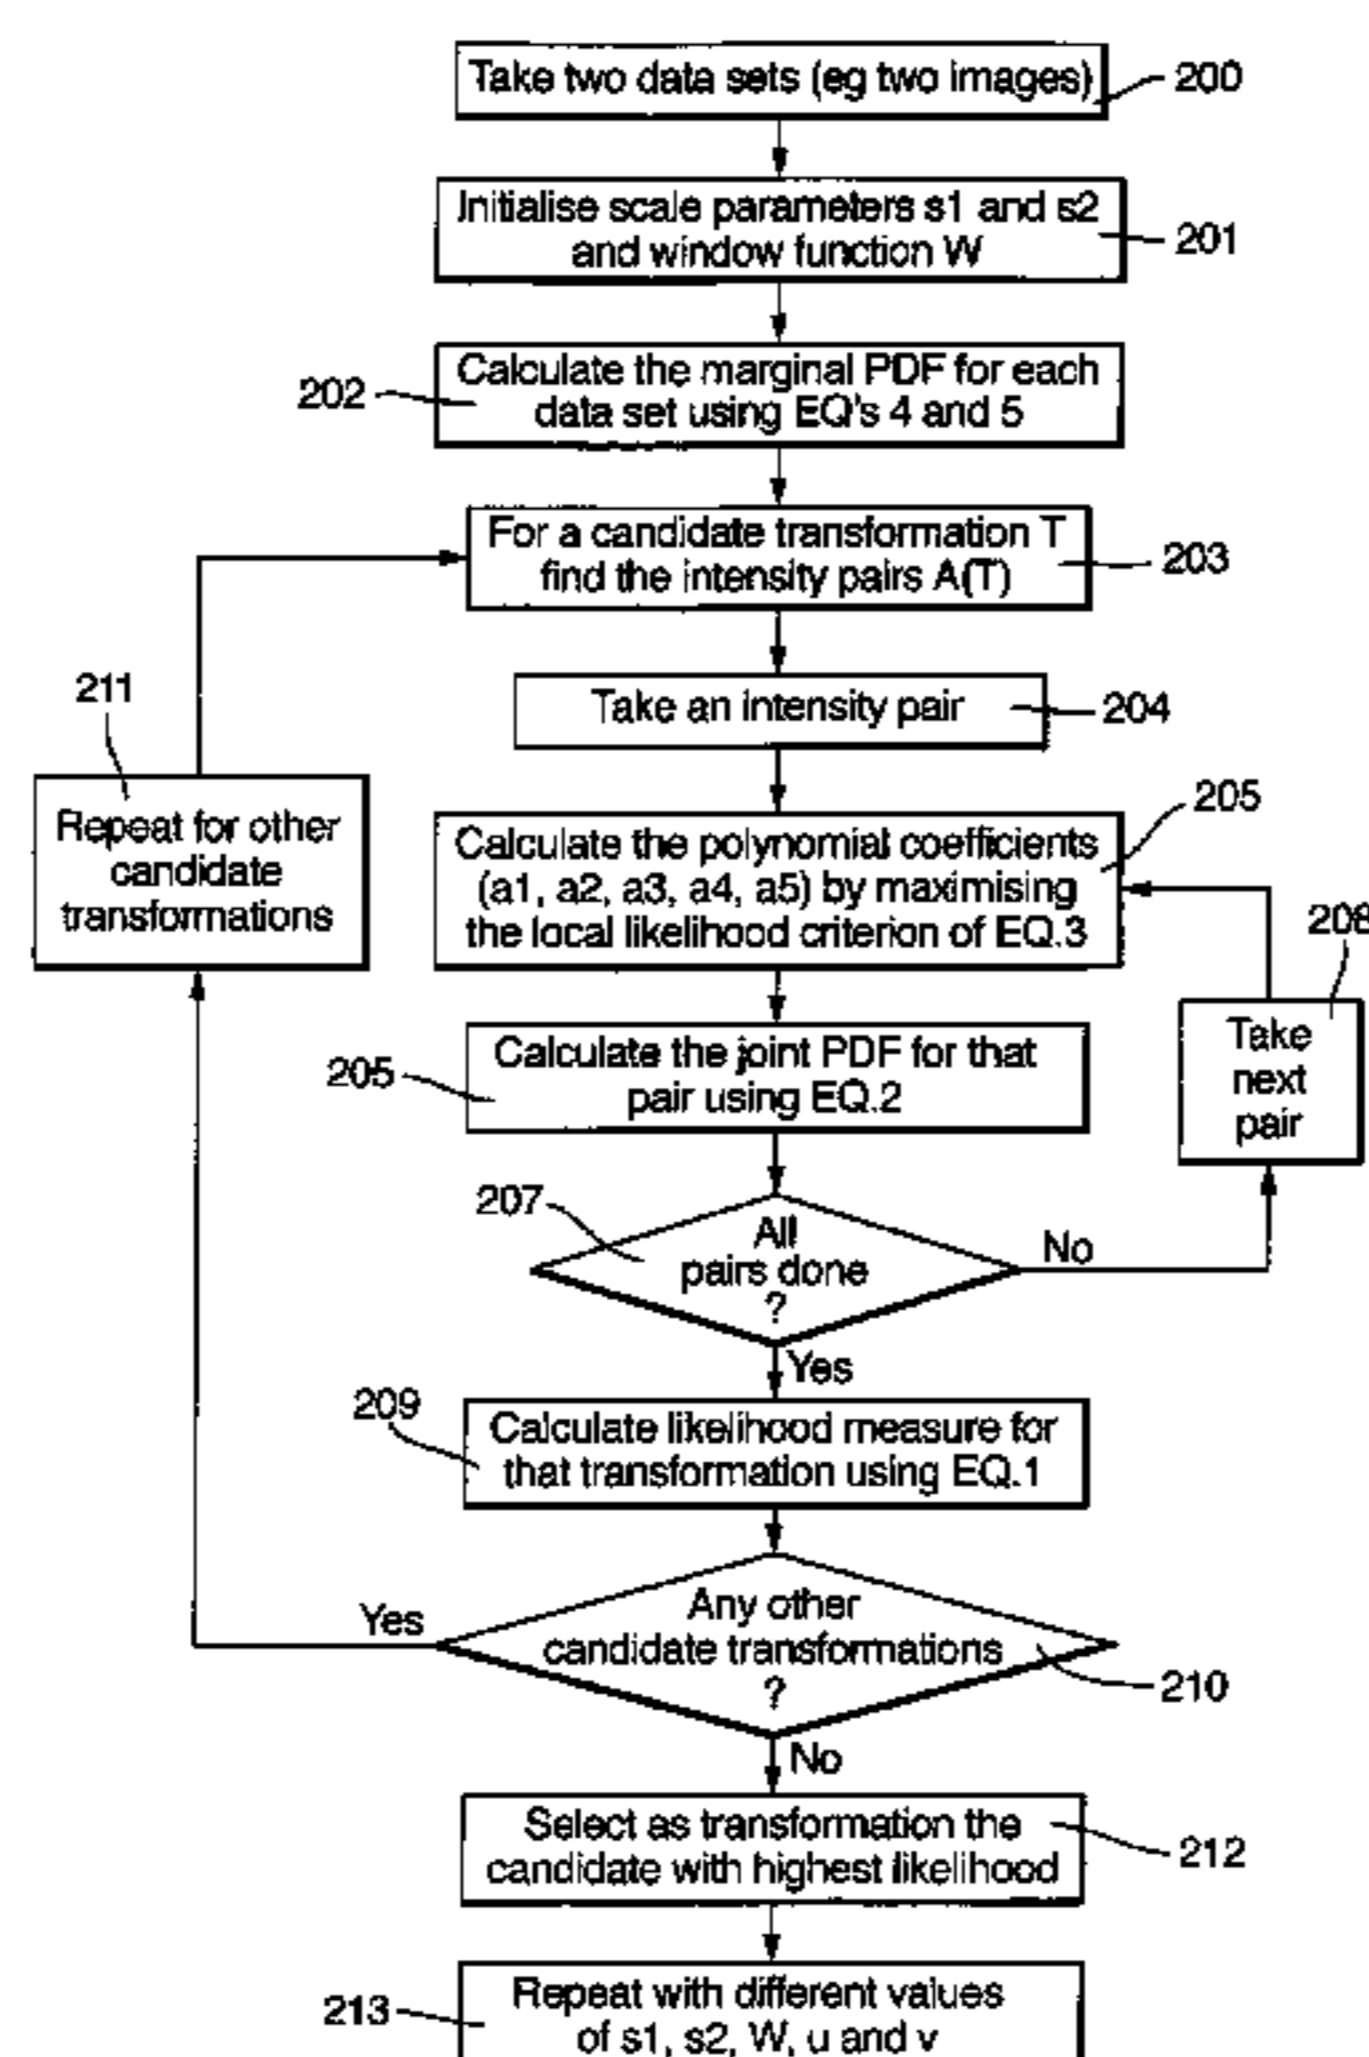 Take two data sets (eg two images)
200
Initialise scale parameters s1 and s2
and window function W
201
202
Calculate the marginal PDF for each
data set using EQ's 4 and 5
For a candidate transformation T
find the intensity pairs A(T)
203
211
Take an intensity pair
204
Repeat for other
candidate
transformations
205
Calculate the polynomial coefficients
(a1, a2, a3, a4, a5) by maximising
the local likelihood criterion of EQ.3
208
Take
next
pair
205
Calculate the joint PDF for that
pair using EQ.2
207
All
pairs done
?
No
Yes
209
Calculate likelihood measure for
that transformation using EQ.1
Any other
candidate transformations
?
Yes
210
No
Select as transformation the
candidate with highest likelihood
212
213
Repeat with different values
of s1, s2, W, u and v